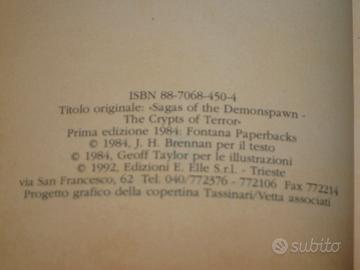 ISBN 88-7068-450-4
Titolo originale: «Sagas of the Demonspawn -
The Crypts of Terror»
Prima edizione 1984: Fontana Paperbacks
© 1984, J. H. Brennan per il testo
© 1984, Geoff Taylor per le illustrazioni
© 1992, Edizioni E. Elle S.r.l. - Trieste
via San Francesco, 62 Tel. 040/772376 - 772106 Fax 772214
Progetto grafico della copertina Tassinari/Vetta associati
subito